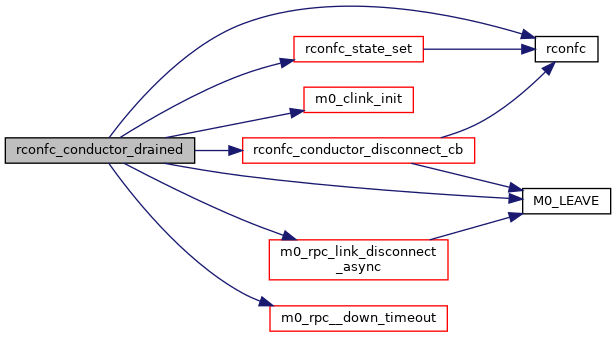 rconfc_state_set
rconfc
m0_clink_init
rconfc_conductor_drained
rconfc_conductor_disconnect_cb
M0_LEAVE
m0_rpc_link_disconnect
_async
m0_rpc__down_timeout